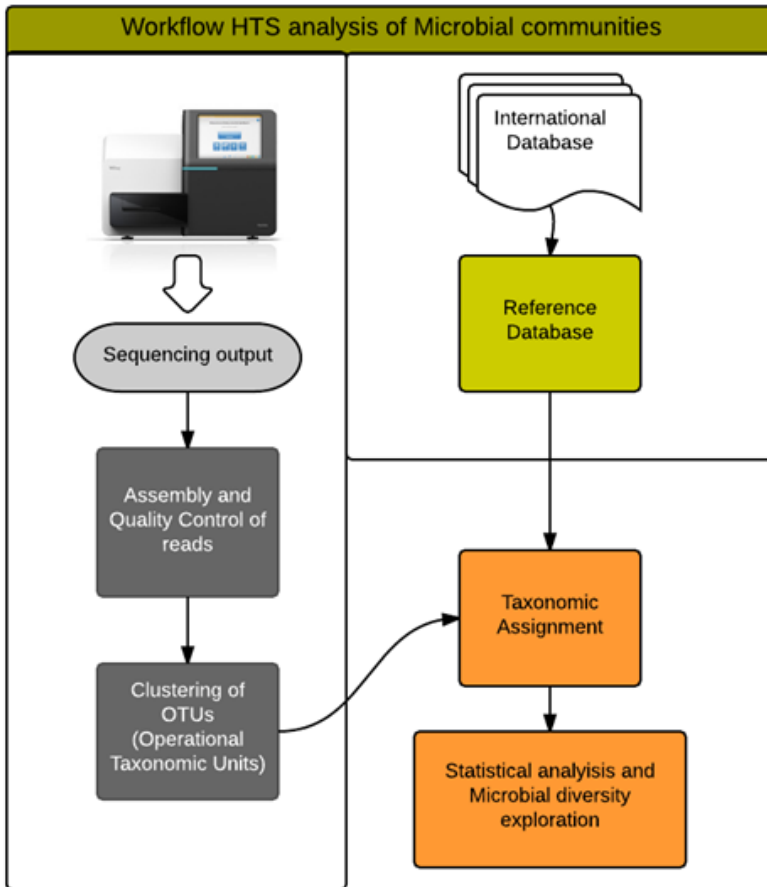 Workflow HTS analysis of Microbial communities
Sequencing output
Assembly and
Quality Control of
reads
Clustering of
OTUs
(Operational
Taxonomic Units)
International
Database
Reference
Database
Taxonomic
Assignment
Statistical analyisis and
Microbial diversity
exploration